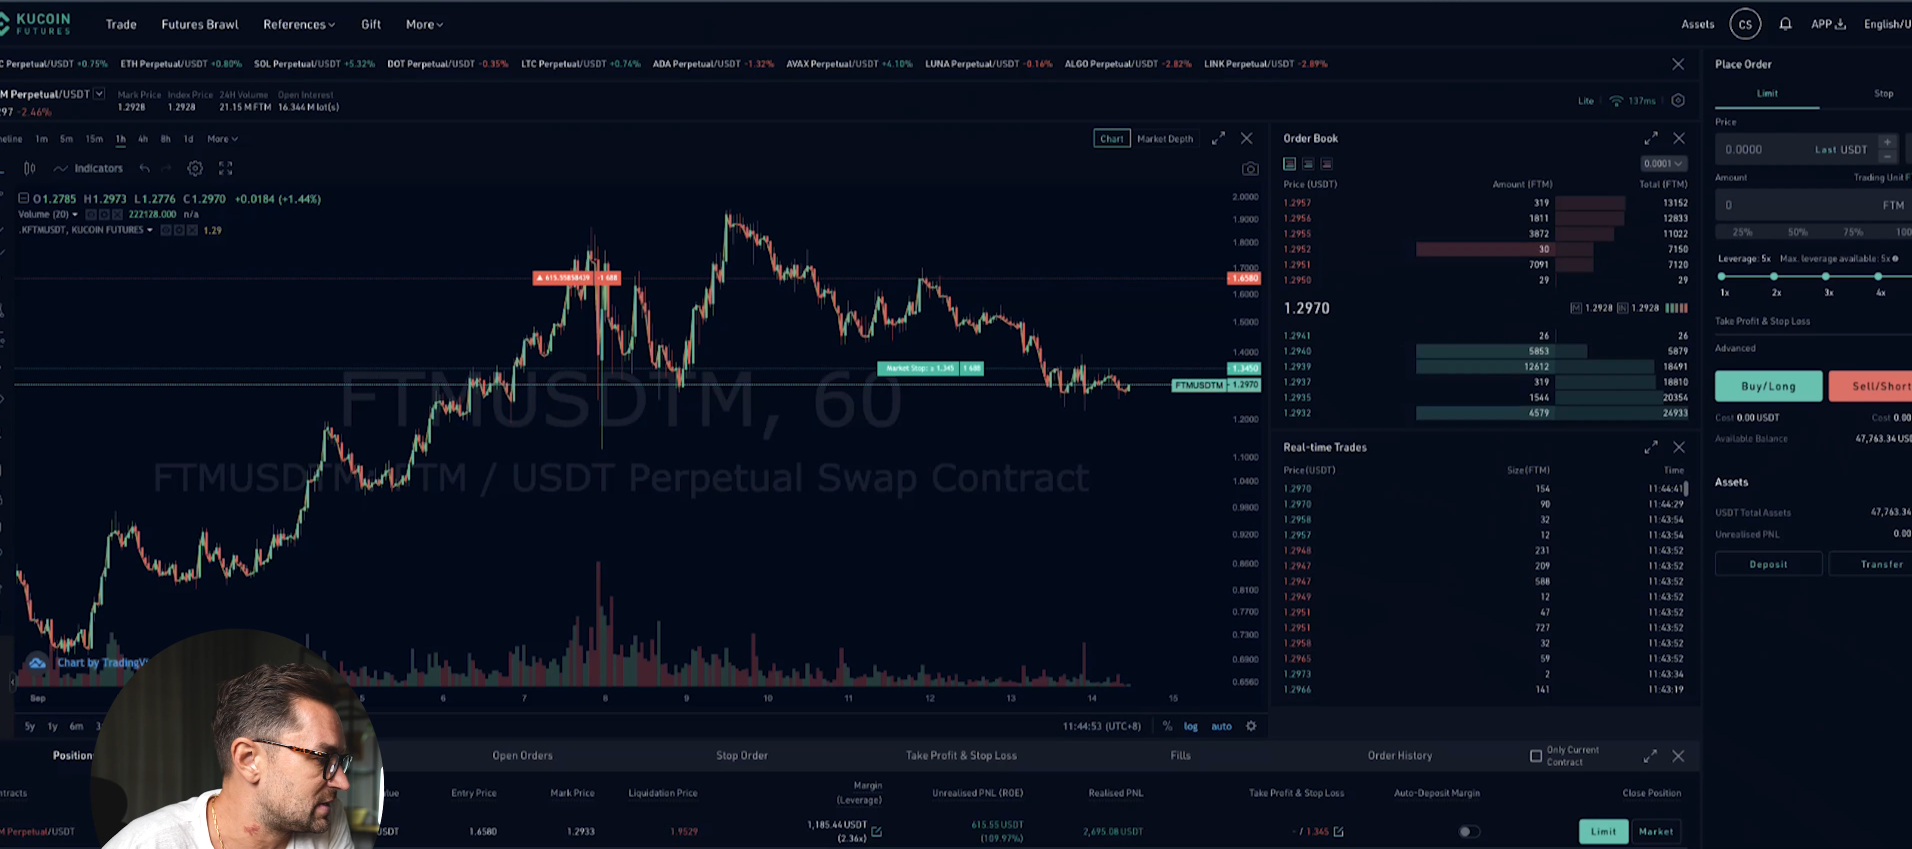 KUCOIN
FUTURES
Trade Futures Brawl References Gift More
Assets CS APP English/U
C Perpetual/USDT +0.75% ETH Perpetual/USDT +0.80% SOL Perpetual/USDT +5.32% DOT Perpetual/USDT -0.35% LTC Perpetual/USDT +0.74% ADA Perpetual/USDT -1.32% AVAX Perpetual/USDT +4.10% LUNA Perpetual/USDT -0.16% ALGO Perpetual/USDT -2.82% LINK Perpetual/USDT -2.89%
M Perpetual/USDT Mark Price Index Price 24H Volume Open Interest
297 -2.46% 1.2928 1.2928 21.15 M FTM 16.344 M lot(s)
Lite 137ms
meline 1m 5m 15m 1h 4h 8h 1d More
Chart Market Depth
Indicators
O1.2785 H1.2973 L1.2776 C1.2970 +0.0184 (+1.44%)
Volume (20) 222128.000 n/a
.KFTMUSDT, KUCOIN FUTURES 1.29
615.55858439 -1 688
Market Stop: ≥ 1.345 1 688
FTMUSDTM, 60
FTMUSDTM, FTM / USDT Perpetual Swap Contract
2.0000
1.9000
1.8000
1.7000
1.6580
1.6000
1.5000
1.4000
1.3450
FTMUSDTM 1.2970
1.2000
1.1000
1.0400
0.9800
0.9200
0.8600
0.8100
0.7700
0.7300
0.6900
0.6560
Chart by TradingV
Sep 5 6 7 8 9 10 11 12 13 14 15
5y 1y 6m 3
11:44:53 (UTC+8) % log auto
Order Book
0.0001
Price (USDT) Amount (FTM) Total (FTM)
1.2957 319 13152
1.2956 1811 12833
1.2955 3872 11022
1.2952 30 7150
1.2951 7091 7120
1.2950 29 29
1.2970 1.2928 1.2928
1.2941 26 26
1.2940 5853 5879
1.2939 12612 18491
1.2937 319 18810
1.2935 1544 20354
1.2932 4579 24933
Real-time Trades
Price(USDT) Size(FTM) Time
1.2970 154 11:44:41
1.2970 90 11:44:29
1.2958 32 11:43:54
1.2957 12 11:43:54
1.2948 231 11:43:52
1.2947 209 11:43:52
1.2947 588 11:43:52
1.2949 12 11:43:52
1.2951 47 11:43:52
1.2951 727 11:43:52
1.2958 32 11:43:52
1.2965 59 11:43:52
1.2973 2 11:43:34
1.2966 141 11:43:19
Place Order
Limit Stop
Price
0.0000 Last USDT
Amount Trading Unit F
0 FTM
25% 50% 75% 100
Leverage: 5x Max. leverage available: 5x
1x 2x 3x 4x
Take Profit & Stop Loss
Advanced
Buy/Long Sell/Short
Cost 0.00 USDT Cost 0.00
Available Balance 47,763.34 USD
Assets
USDT Total Assets 47,763.34
Unrealised PNL 0.00
Deposit Transfer
Position Open Orders Stop Order Take Profit & Stop Loss Fills Order History Only Current Contract
ntracts alue Entry Price Mark Price Liquidation Price Margin (Leverage) Unrealised PNL (ROE) Realised PNL Take Profit & Stop Loss Auto-Deposit Margin Close Position
M Perpetual/USDT SDT 1.6580 1.2933 1.9529 1,185.44 USDT (2.36x) 615.55 USDT (109.97%) 2,695.08 USDT - / 1.345 Limit Market